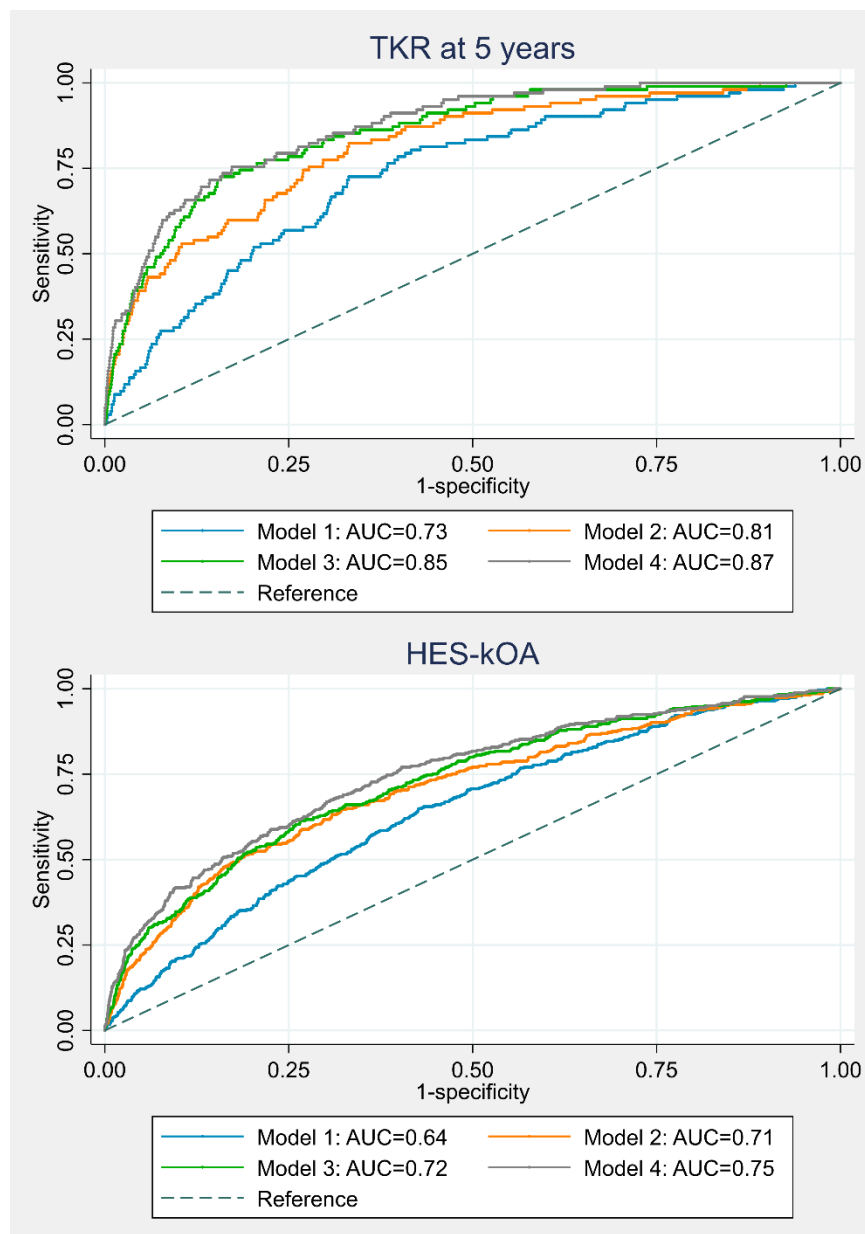 TKR at 5 years
1.00
0.75
0.50
0.25
0.00
Sensitivity
0.00 0.25 0.50 0.75 1.00
1-specificity
Model 1: AUC=0.73 Model 2: AUC=0.81
Model 3: AUC=0.85 Model 4: AUC=0.87
Reference
HES-kOA
1.00
0.75
0.50
0.25
0.00
Sensitivity
0.00 0.25 0.50 0.75 1.00
1-specificity
Model 1: AUC=0.64 Model 2: AUC=0.71
Model 3: AUC=0.72 Model 4: AUC=0.75
Reference